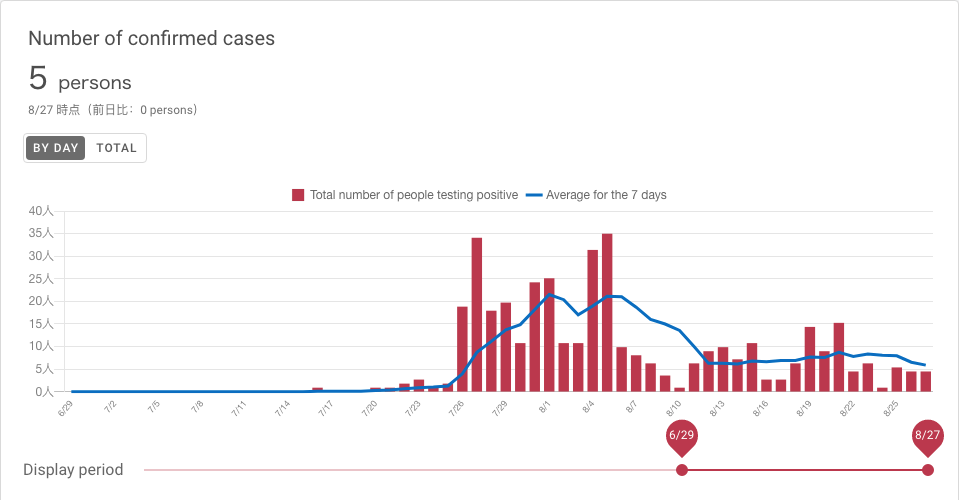 Number of confirmed cases
5 persons
8/27 時点（前日比：0 persons）
BY DAY TOTAL
Total number of people testing positive Average for the 7 days
40人
35人
30人
25人
20人
15人
10人
5人
0人
6/29 7/2 7/5 7/8 7/11 7/14 7/17 7/20 7/23 7/26 7/29 8/1 8/4 8/7 8/10 8/13 8/16 8/19 8/22 8/25
6/29 8/27
Display period